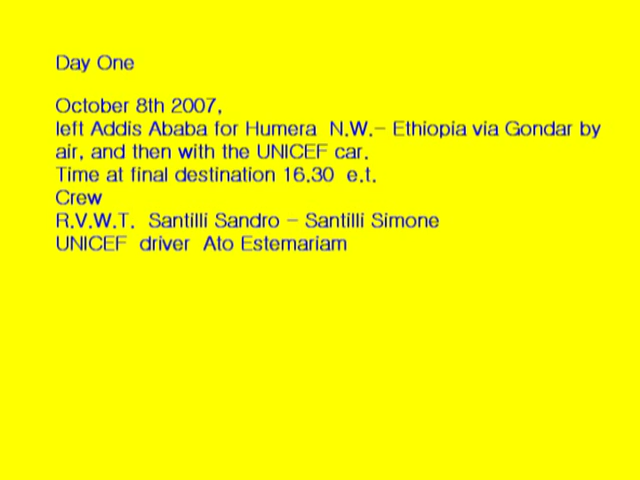 Day One
October 8th 2007,
left Addis Ababa for Humera N.W.- Ethiopia via Gondar by
air, and then with the UNICEF car.
Time at final destination 16.30 e.t.
Crew
R.V.W.T. Santilli Sandro - Santilli Simone
UNICEF driver Ato Estemariam